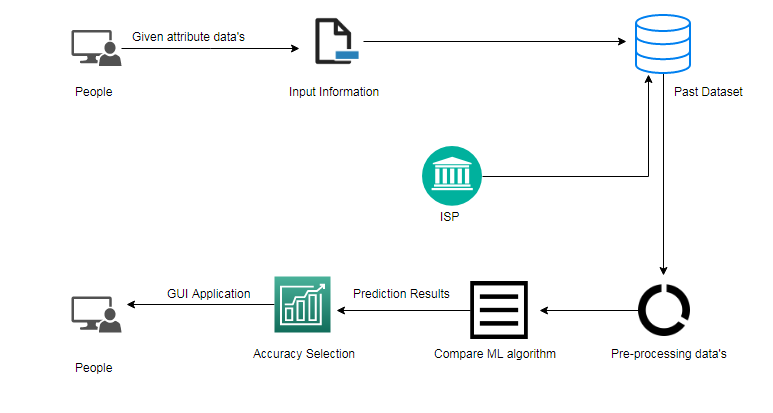 Given attribute data's
People
Input Information
Past Dataset
ISP
GUI Application
Prediction Results
People
Accuracy Selection
Compare ML algorithm
Pre-processing data's